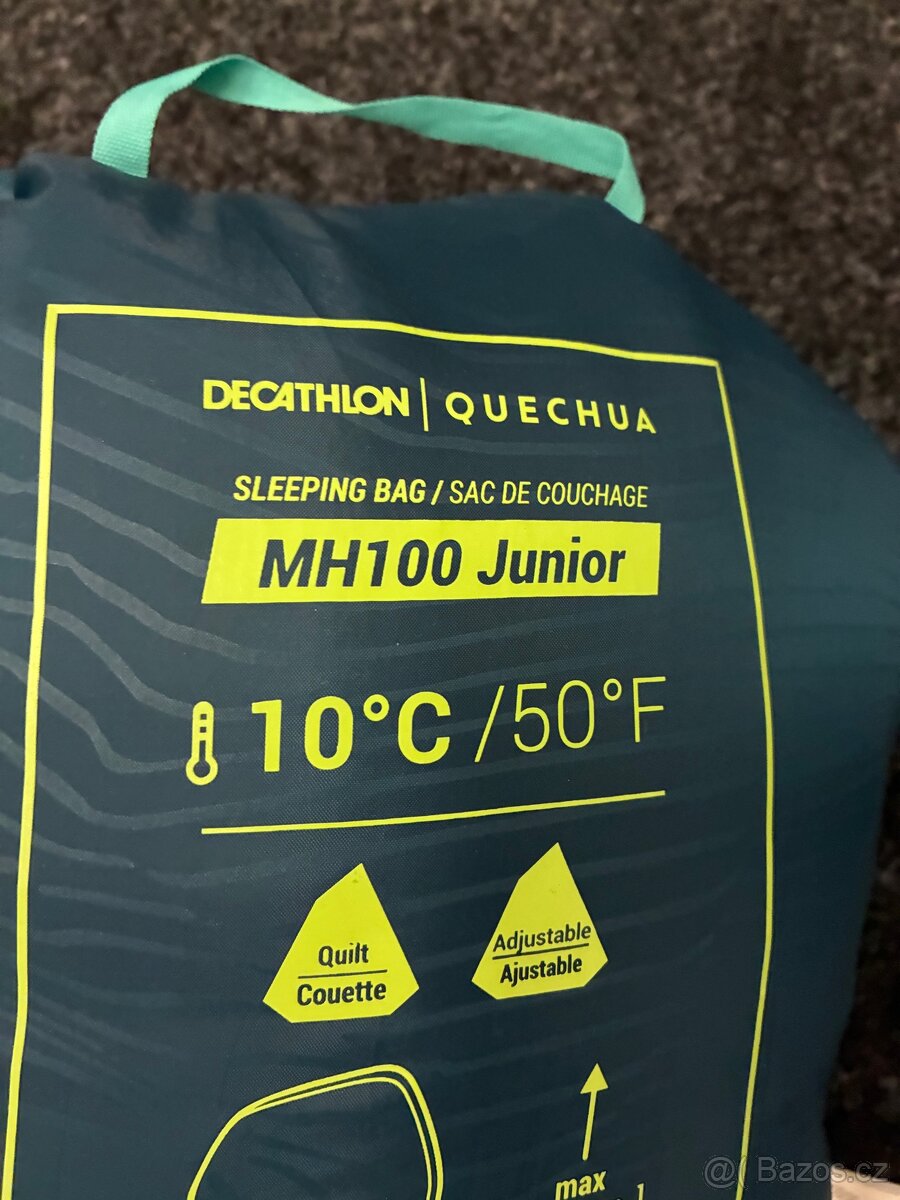 DECATHLON | QUECHUA
SLEEPING BAG / SAC DE COUCHAGE
MH100 Junior
10°C / 50°F
Quilt
Couette
Adjustable
Ajustable
max
@( Bazos.cz